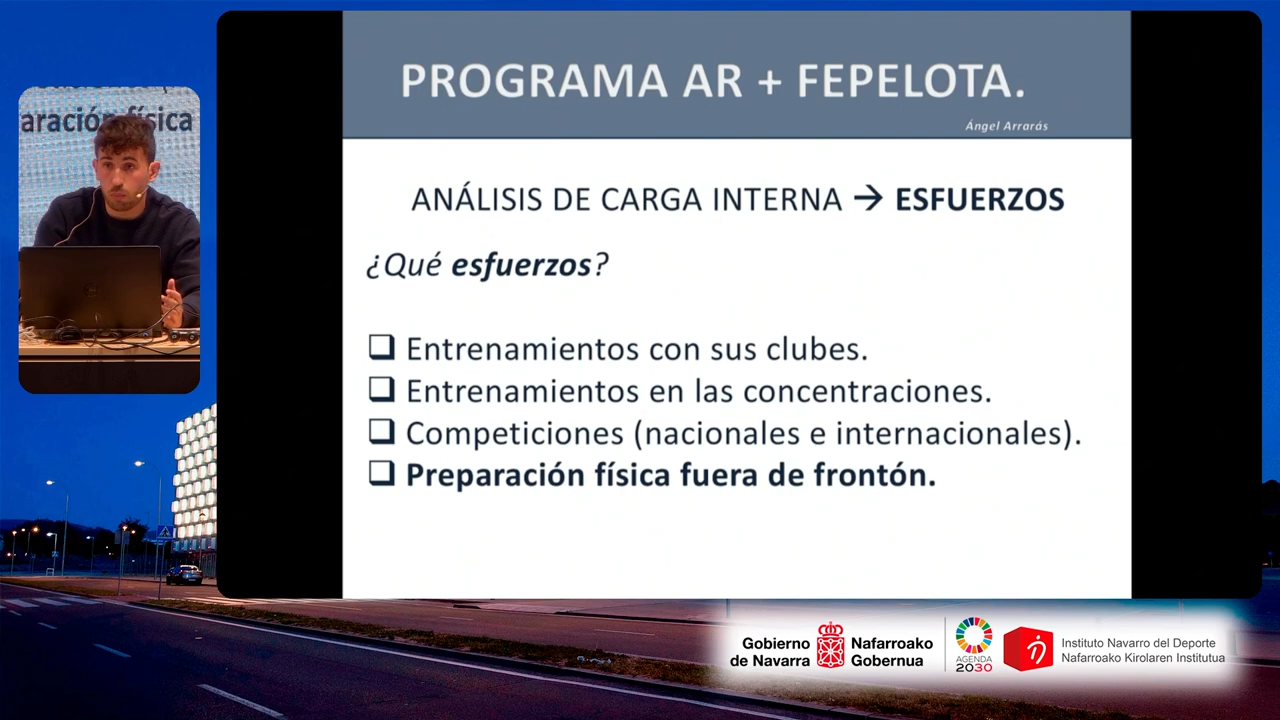 aración física
PROGRAMA AR + FEPELOTA.
Ángel Arrarás
ANÁLISIS DE CARGA INTERNA → ESFUERZOS
¿Qué esfuerzos?
❑ Entrenamientos con sus clubes.
❑ Entrenamientos en las concentraciones.
❑ Competiciones (nacionales e internacionales).
❑ Preparación física fuera de frontón.
Gobierno
de Navarra
Nafarroako
Gobernua
AGENDA
2030
Instituto Navarro del Deporte
Nafarroako Kirolaren Institutua